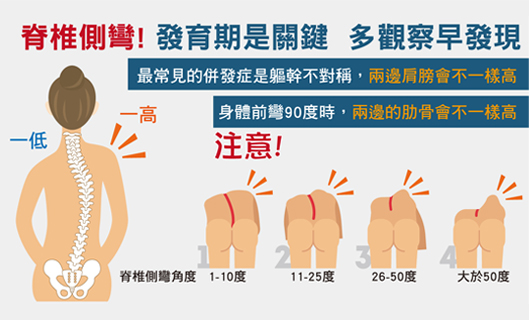 脊椎側彎! 發育期是關鍵 多觀察早發現
最常見的併發症是軀幹不對稱，兩邊肩膀會不一樣高
身體前彎90度時，兩邊的肋骨會不一樣高
一高
一低
注意!
1 2 3 4
脊椎側彎角度 1-10度 11-25度 26-50度 大於50度